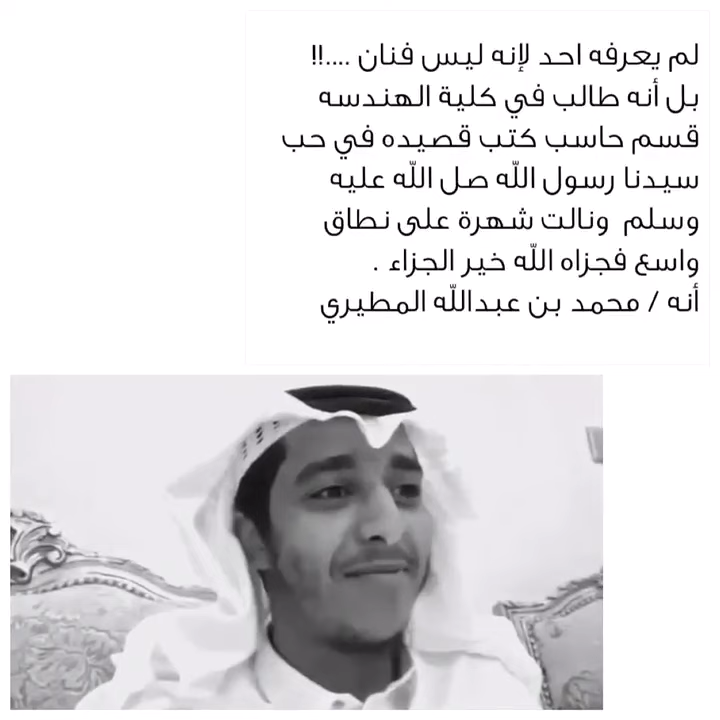 لم يعرفه احد لإنه ليس فنان ....!!
بل أنه طالب في كلية الهندسه
قسم حاسب كتب قصيده في حب
سيدنا رسول الله صل الله عليه
وسلم ونالت شهرة على نطاق
واسع فجزاه الله خير الجزاء .
أنه / محمد بن عبدالله المطيري